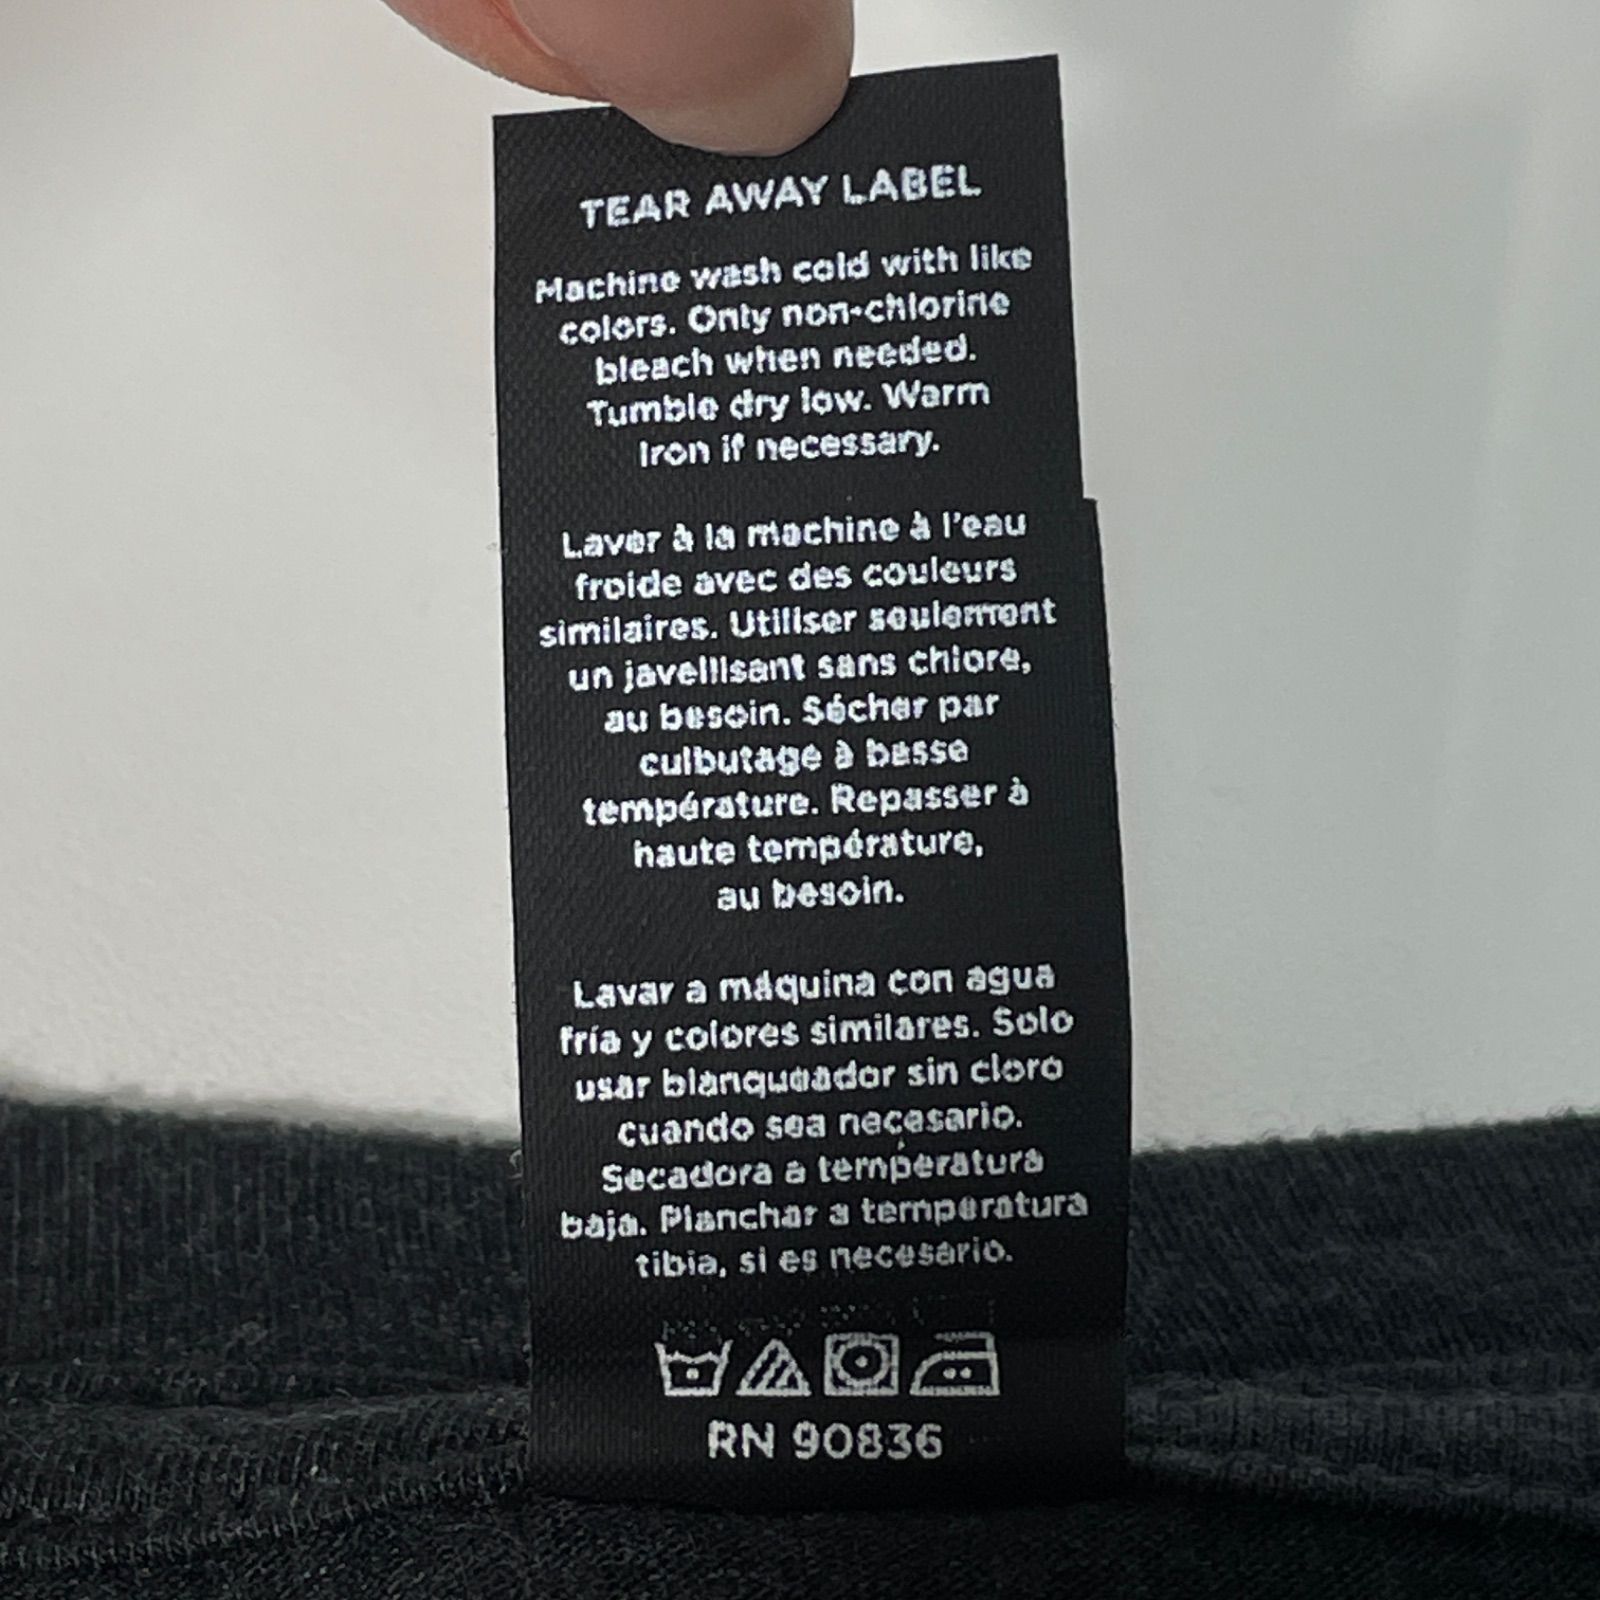 TEAR AWAY LABEL
Machine wash cold with like
colors. Only non-chlorine
bleach when needed.
Tumble dry low. Warm
Iron if necessary.
Laver à la machine à l'eau
froide avec des couleurs
similaires. Utiliser seulement
un javellisant sans chlore,
au besoin. Sécher par
culbutage à basse
température. Repasser à
haute température,
au besoin.
Lavar a máquina con agua
fría y colores similares. Solo
usar blanqueador sin cloro
cuando sea necesario.
Secadora a temperatura
baja. Planchar a temperatura
tibia, si es necesario.
RN 90836